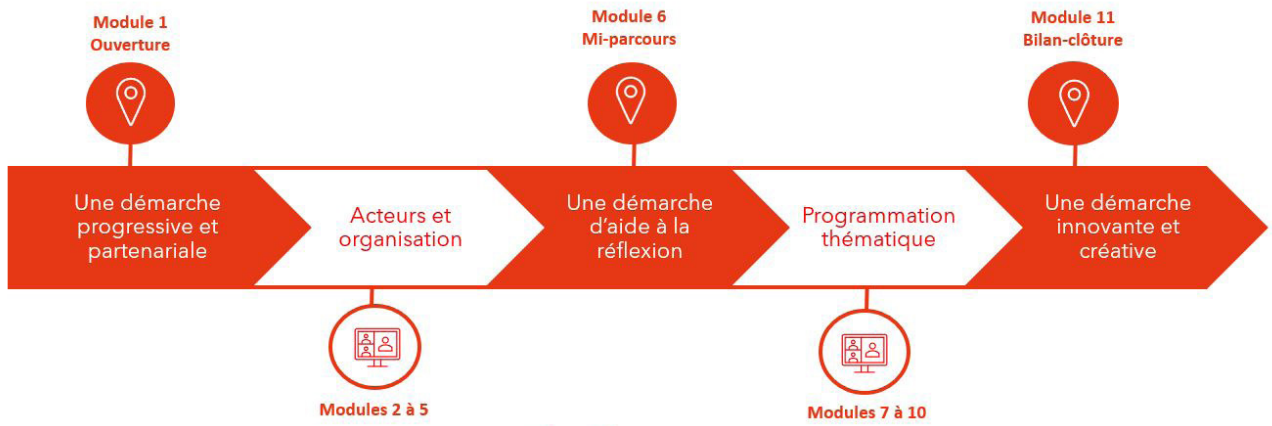 Module 1
Ouverture
Module 6
Mi-parcours
Module 11
Bilan-clôture
Une démarche
progressive et
partenariale
Acteurs et
organisation
Une démarche
d'aide à la
réflexion
Programmation
thématique
Une démarche
innovante et
créative
Modules 2 à 5
Modules 7 à 10